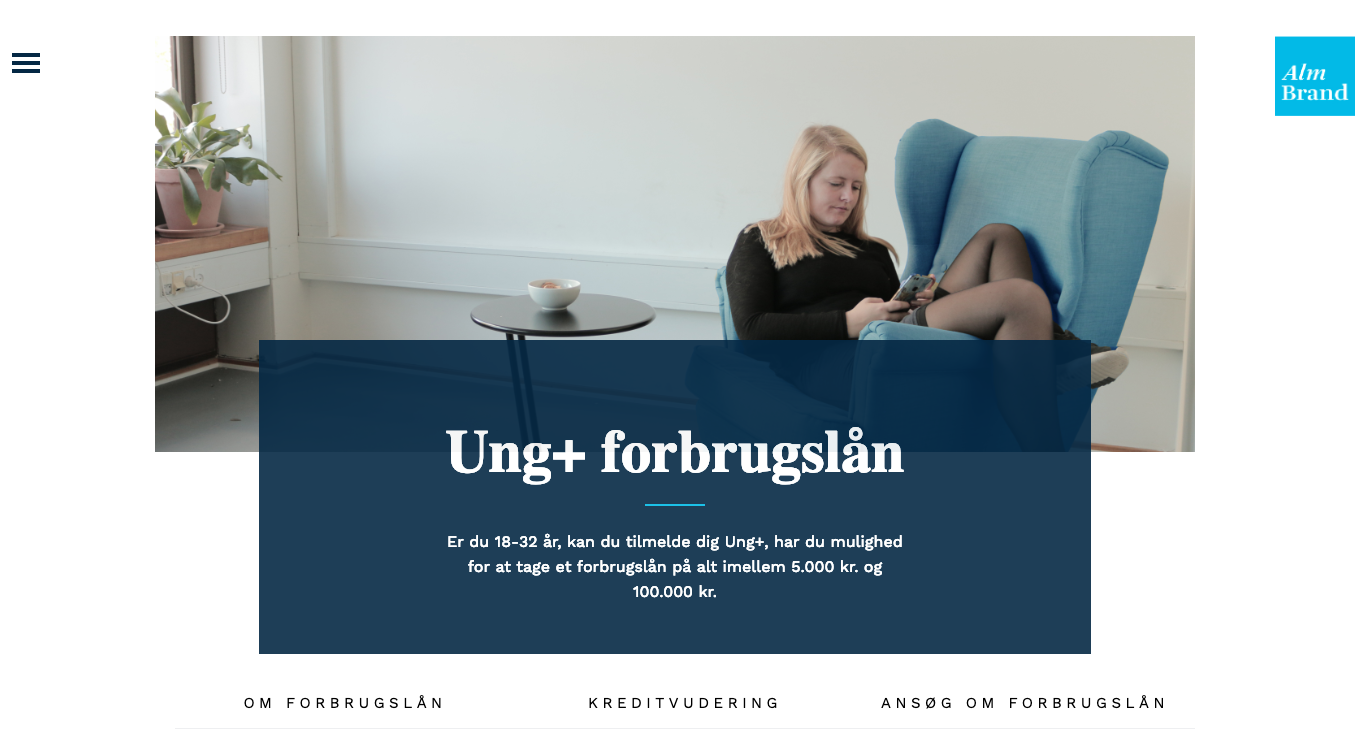 Alm
Brand
Ung+ forbrugslån
Er du 18-32 år, kan du tilmelde dig Ung+, har du mulighed
for at tage et forbrugslån på alt imellem 5.000 kr. og
100.000 kr.
OM FORBRUGSLÅN
KREDITVUDERING
ANSØG OM FORBRUGSLÅN